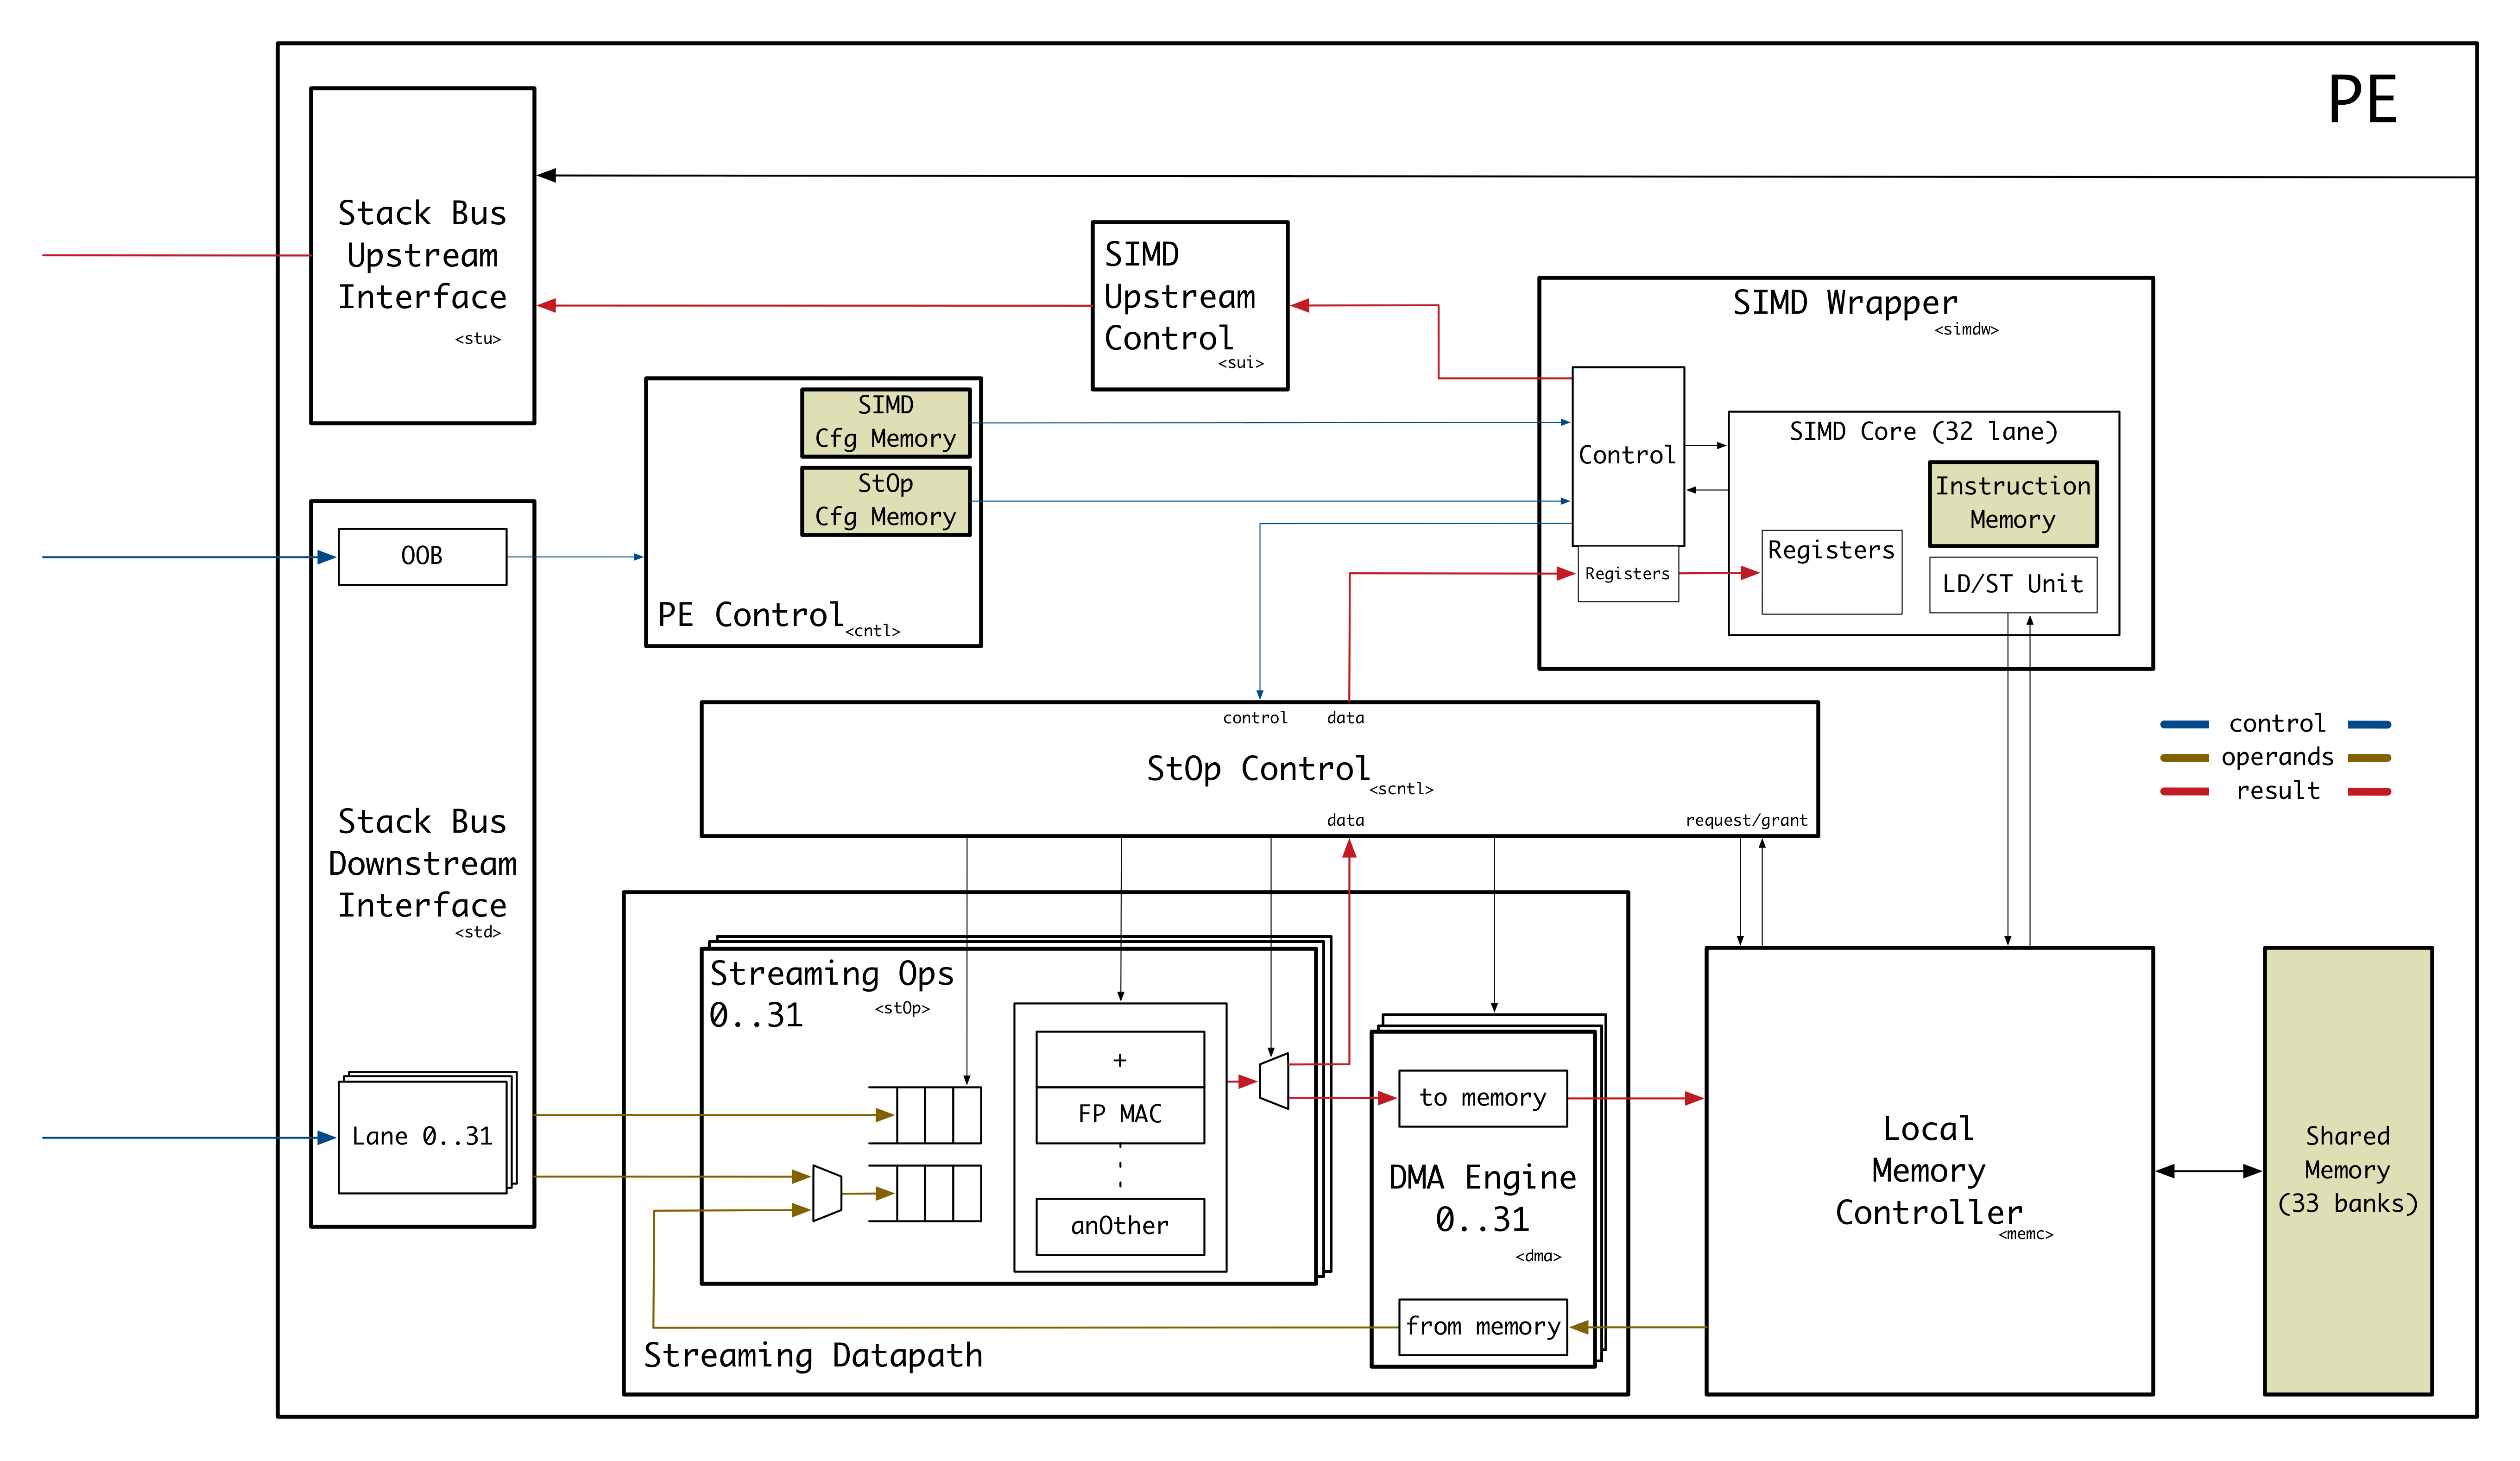 PE
Stack Bus
Upstream
Interface
<stu>
SIMD
Upstream
Control
<sui>
SIMD Wrapper
<simdw>
Control
Registers
SIMD Core (32 lane)
Instruction
Memory
Registers
LD/ST Unit
SIMD
Cfg Memory
StOp
Cfg Memory
PE Control
<cntl>
OOB
Stack Bus
Downstream
Interface
<std>
Lane 0..31
control
data
StOp Control
<scntl>
data
request/grant
control
operands
result
Streaming Ops
0..31
<stOp>
+
FP MAC
anOther
to memory
DMA Engine
0..31
<dma>
from memory
Streaming Datapath
Local
Memory
Controller
<memc>
Shared
Memory
(33 banks)